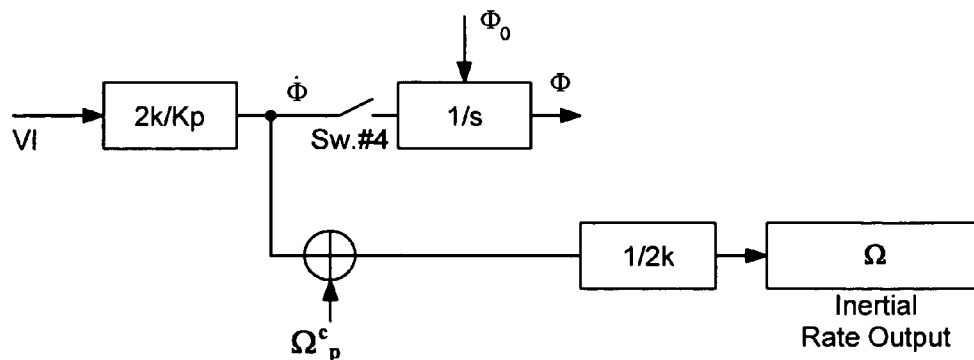 Φ₀
Φ̇
Φ
VI
2k/Kp
Sw.#4
1/s
1/2k
Ω
Ωᶜₚ
Inertial
Rate Output